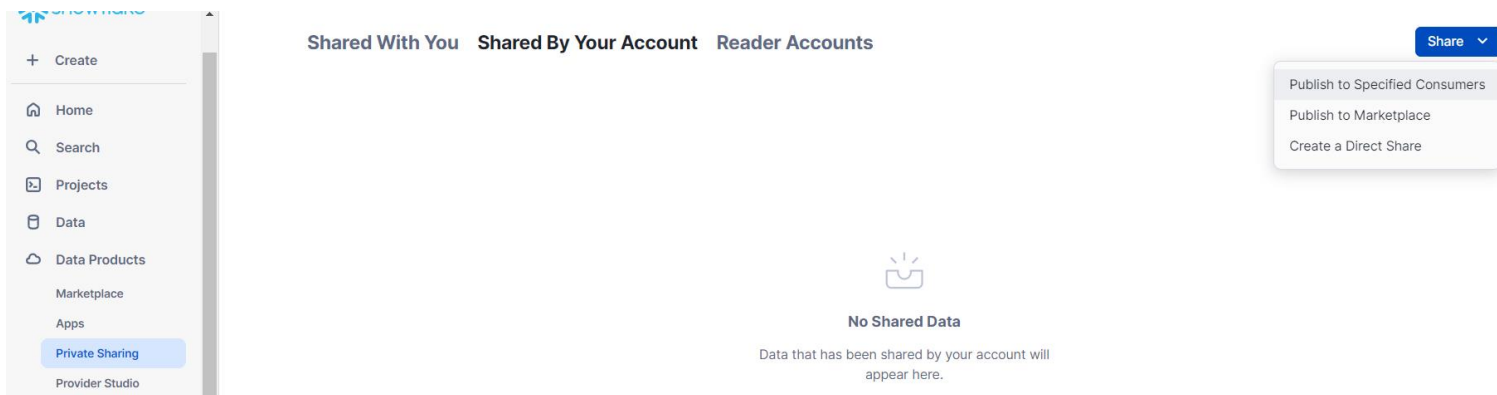 Create
Home
Search
Projects
Data
Data Products
Marketplace
Apps
Private Sharing
Provider Studio
Shared With You Shared By Your Account Reader Accounts
Share
Publish to Specified Consumers
Publish to Marketplace
Create a Direct Share
No Shared Data
Data that has been shared by your account will
appear here.